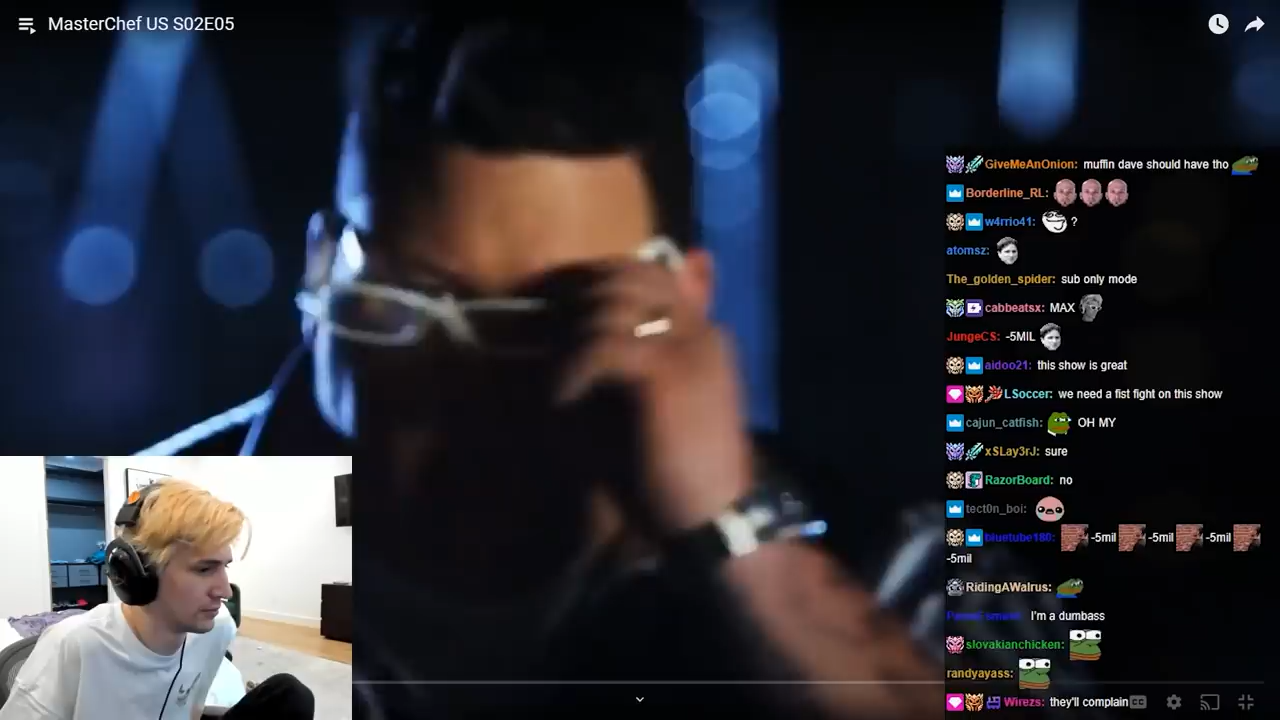 MasterChef US S02E05
GiveMeAnOnion: muffin dave should have tho
Borderline_RL:
w4rrio41: ?
atomsz:
The_golden_spider: sub only mode
cabbeatsx: MAX
JungeCS: -5MIL
aidoo21: this show is great
LSoccer: we need a fist fight on this show
cajun_catfish: OH MY
xSLay3rJ: sure
RazorBoard: no
tect0n_boi:
bluetube180: -5mil -5mil -5mil
-5mil
RidingAWalrus:
I'm a dumbass
slovakianchicken:
randyayass:
Wirezs: they'll complain
CC